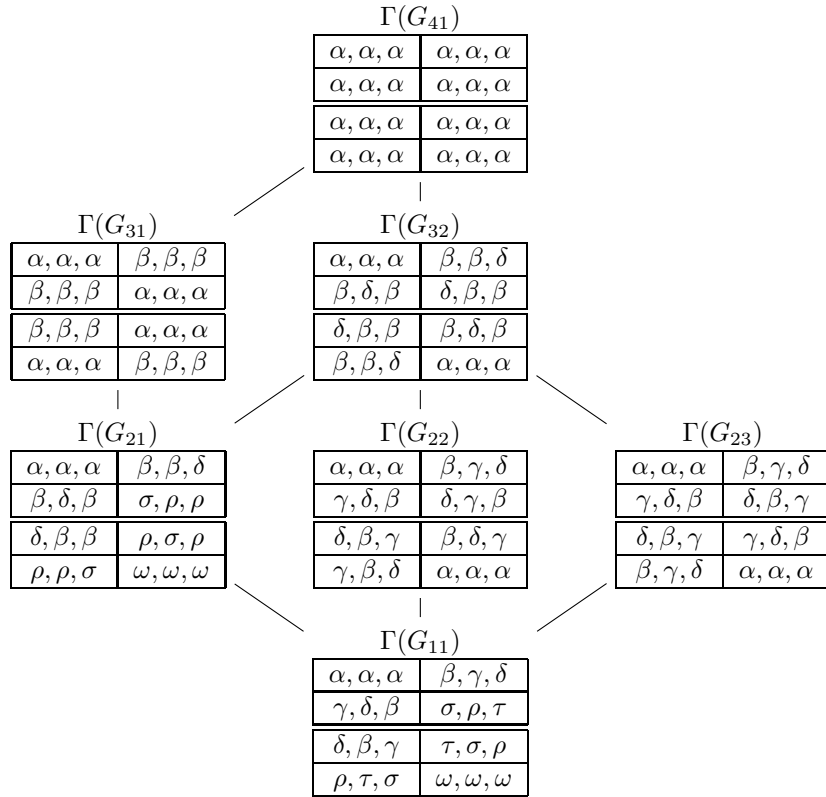 Γ(G₄₁)
α, α, α α, α, α
α, α, α α, α, α
α, α, α α, α, α
α, α, α α, α, α
Γ(G₃₁) Γ(G₃₂)
α, α, α β, β, β α, α, α β, β, δ
β, β, β α, α, α β, δ, β δ, β, β
β, β, β α, α, α δ, β, β β, δ, β
α, α, α β, β, β β, β, δ α, α, α
Γ(G₂₁) Γ(G₂₂) Γ(G₂₃)
α, α, α β, β, δ α, α, α β, γ, δ α, α, α β, γ, δ
β, δ, β σ, ρ, ρ γ, δ, β δ, γ, β γ, δ, β δ, β, γ
δ, β, β ρ, σ, ρ δ, β, γ β, δ, γ δ, β, γ γ, δ, β
ρ, ρ, σ ω, ω, ω γ, β, δ α, α, α β, γ, δ α, α, α
Γ(G₁₁)
α, α, α β, γ, δ
γ, δ, β σ, ρ, τ
δ, β, γ τ, σ, ρ
ρ, τ, σ ω, ω, ω